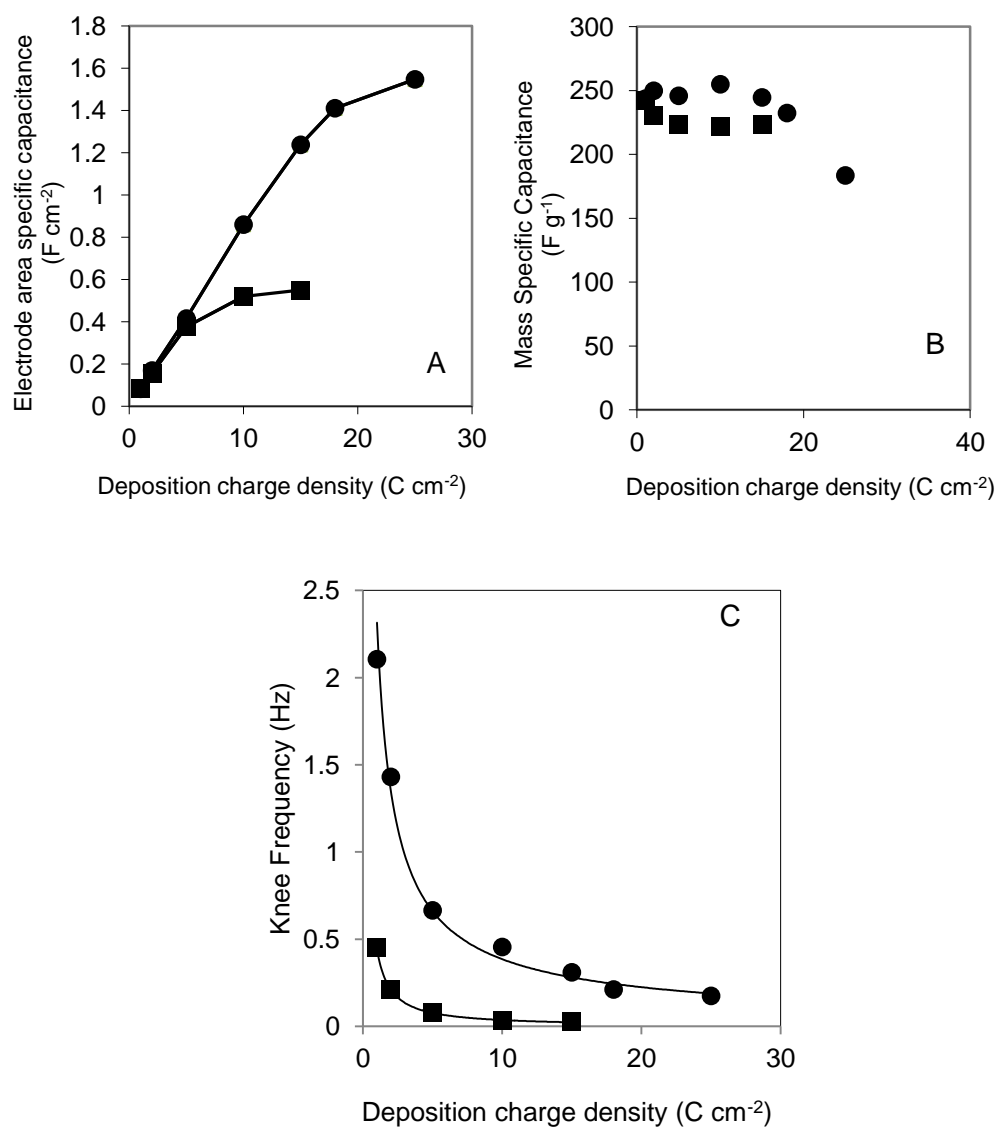 Electrode area specific capacitance
(F cm-2)
1.8
1.6
1.4
1.2
1
0.8
0.6
0.4
0.2
0
0 10 20 30
A
Deposition charge density (C cm-2)
Mass Specific Capacitance
(F g-1)
300
250
200
150
100
50
0
0 20 40
B
Deposition charge density (C cm-2)
Knee Frequency (Hz)
2.5
2
1.5
1
0.5
0
0 10 20 30
C
Deposition charge density (C cm-2)